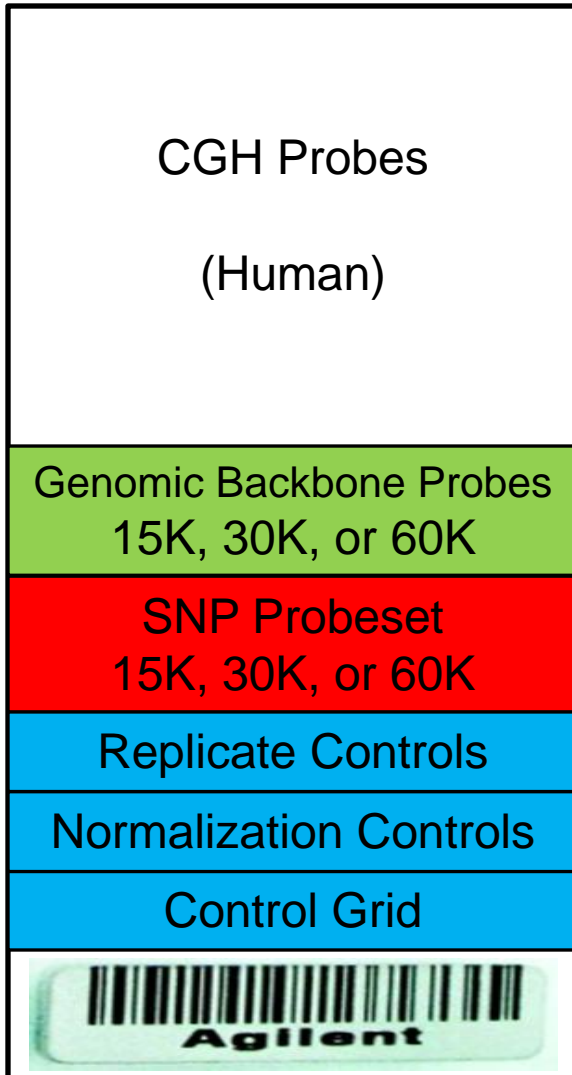 CGH Probes
(Human)
Genomic Backbone Probes
15K, 30K, or 60K
SNP Probeset
15K, 30K, or 60K
Replicate Controls
Normalization Controls
Control Grid
Agilent